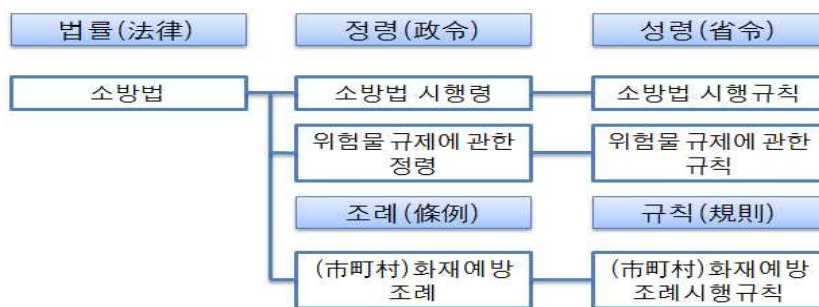 법률(法律)
정령(政令)
성령(省令)
소방법
소방법 시행령
소방법 시행규칙
위험물 규제에 관한
정령
위험물 규제에 관한
규칙
조례(條例)
규칙(規則)
(市町村)화재예방
조례
(市町村)화재예방
조례시행규칙